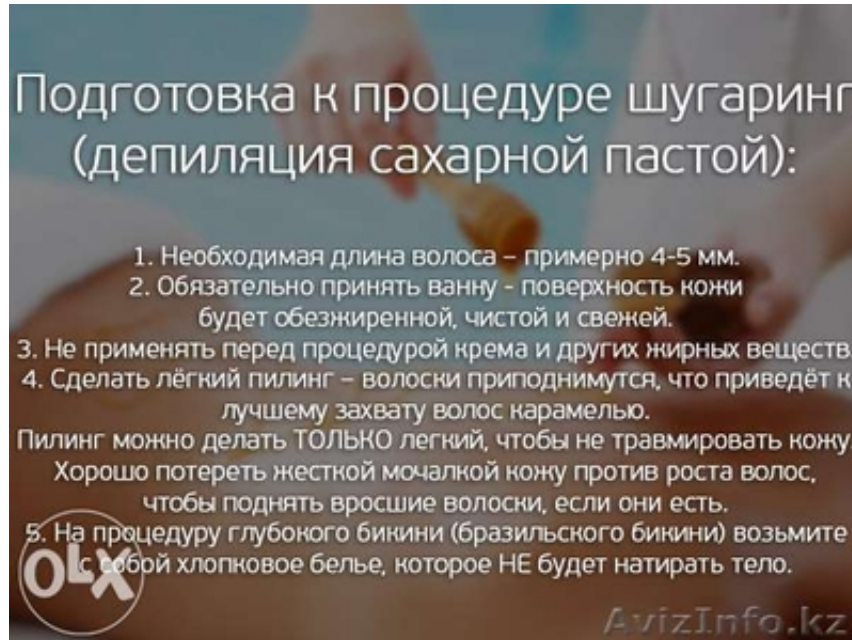 Подготовка к процедуре шугаринг
(депиляция сахарной пастой):
1. Необходимая длина волоса – примерно 4-5 мм.
2. Обязательно принять ванну - поверхность кожи
будет обезжиренной, чистой и свежей.
3. Не применять перед процедурой крема и других жирных веществ.
4. Сделать лёгкий пилинг – волоски приподнимутся, что приведёт к
лучшему захвату волос карамелью.
Пилинг можно делать ТОЛЬКО легкий, чтобы не травмировать кожу.
Хорошо потереть жесткой мочалкой кожу против роста волос,
чтобы поднять вросшие волоски, если они есть.
5. На процедуру глубокого бикини (бразильского бикини) возьмите
с собой хлопковое белье, которое НЕ будет натирать тело.
OLX
AvizInfo.kz